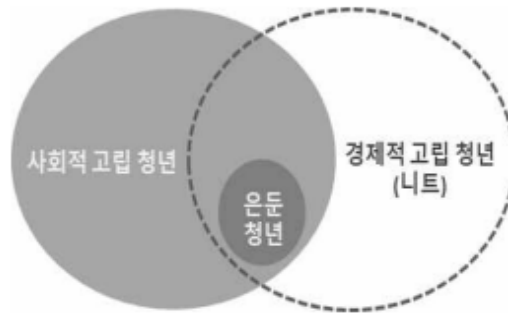 사회적 고립 청년
경제적 고립 청년
(니트)
은둔
청년